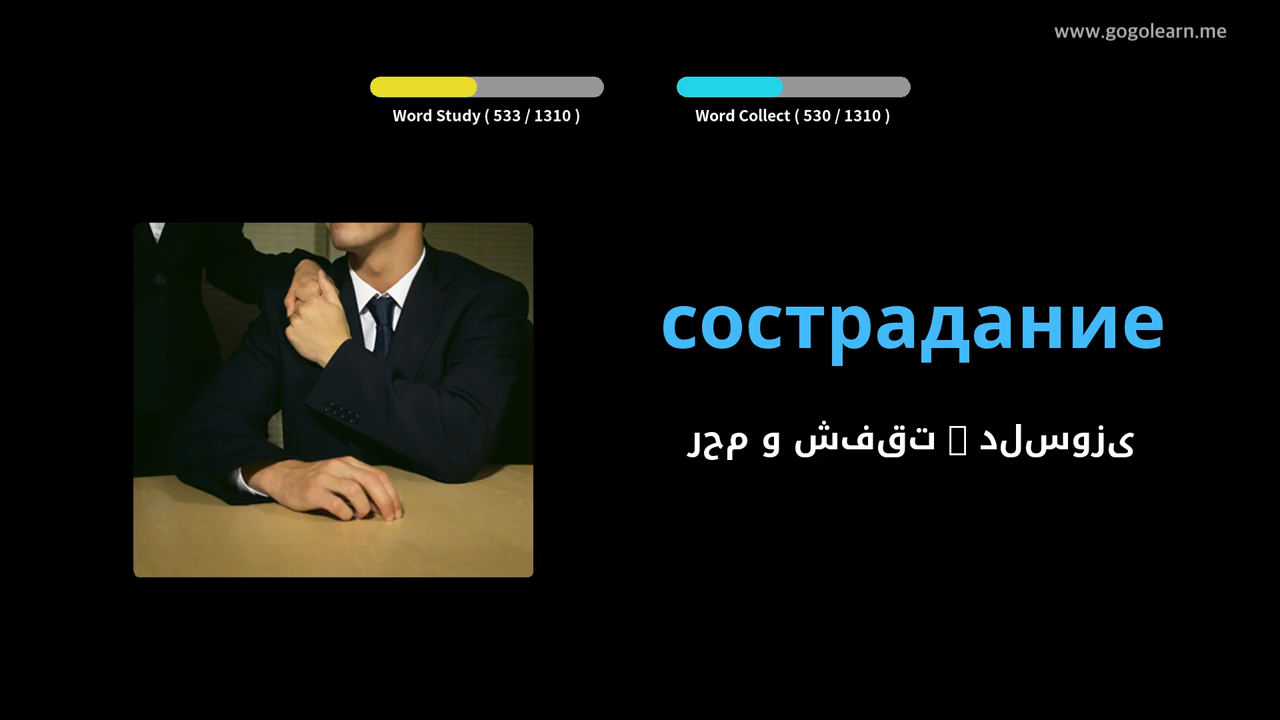 www.gogolearn.me
Word Study ( 533 / 1310 )
Word Collect ( 530 / 1310 )
сострадание
رحم و شفقت ▯ دلسوزی